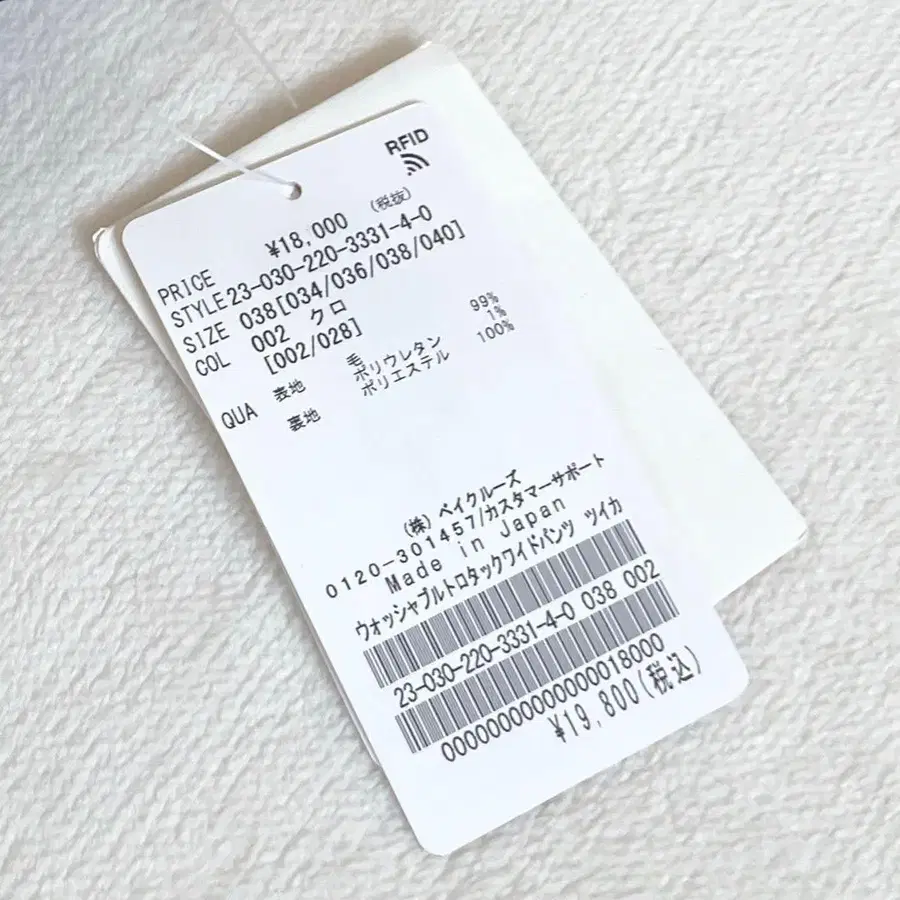 RFID
PRICE ¥18,000 (税抜)
STYLE 23-030-220-3331-4-0
SIZE 038[034/036/038/040]
COL 002 クロ
[002/028]
QUA 表地 毛 99%
ポリウレタン 1%
裏地 ポリエステル 100%
(株) ベイクルーズ
0120-301457/カスタマーサポート
Made in Japan
ウォッシャブルトロタックワイドパンツ ツイカ
23-030-220-3331-4-0 038 002
0000000000000018000
¥19,800(税込)